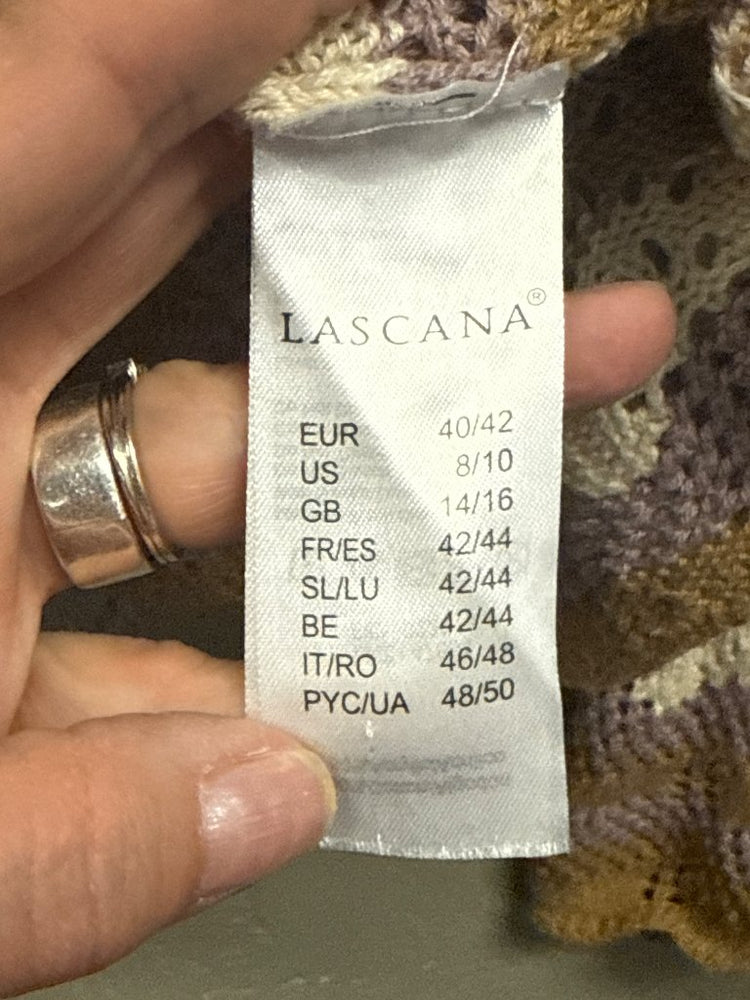 LASCANA®
EUR 40/42
US 8/10
GB 14/16
FR/ES 42/44
SL/LU 42/44
BE 42/44
IT/RO 46/48
PYC/UA 48/50